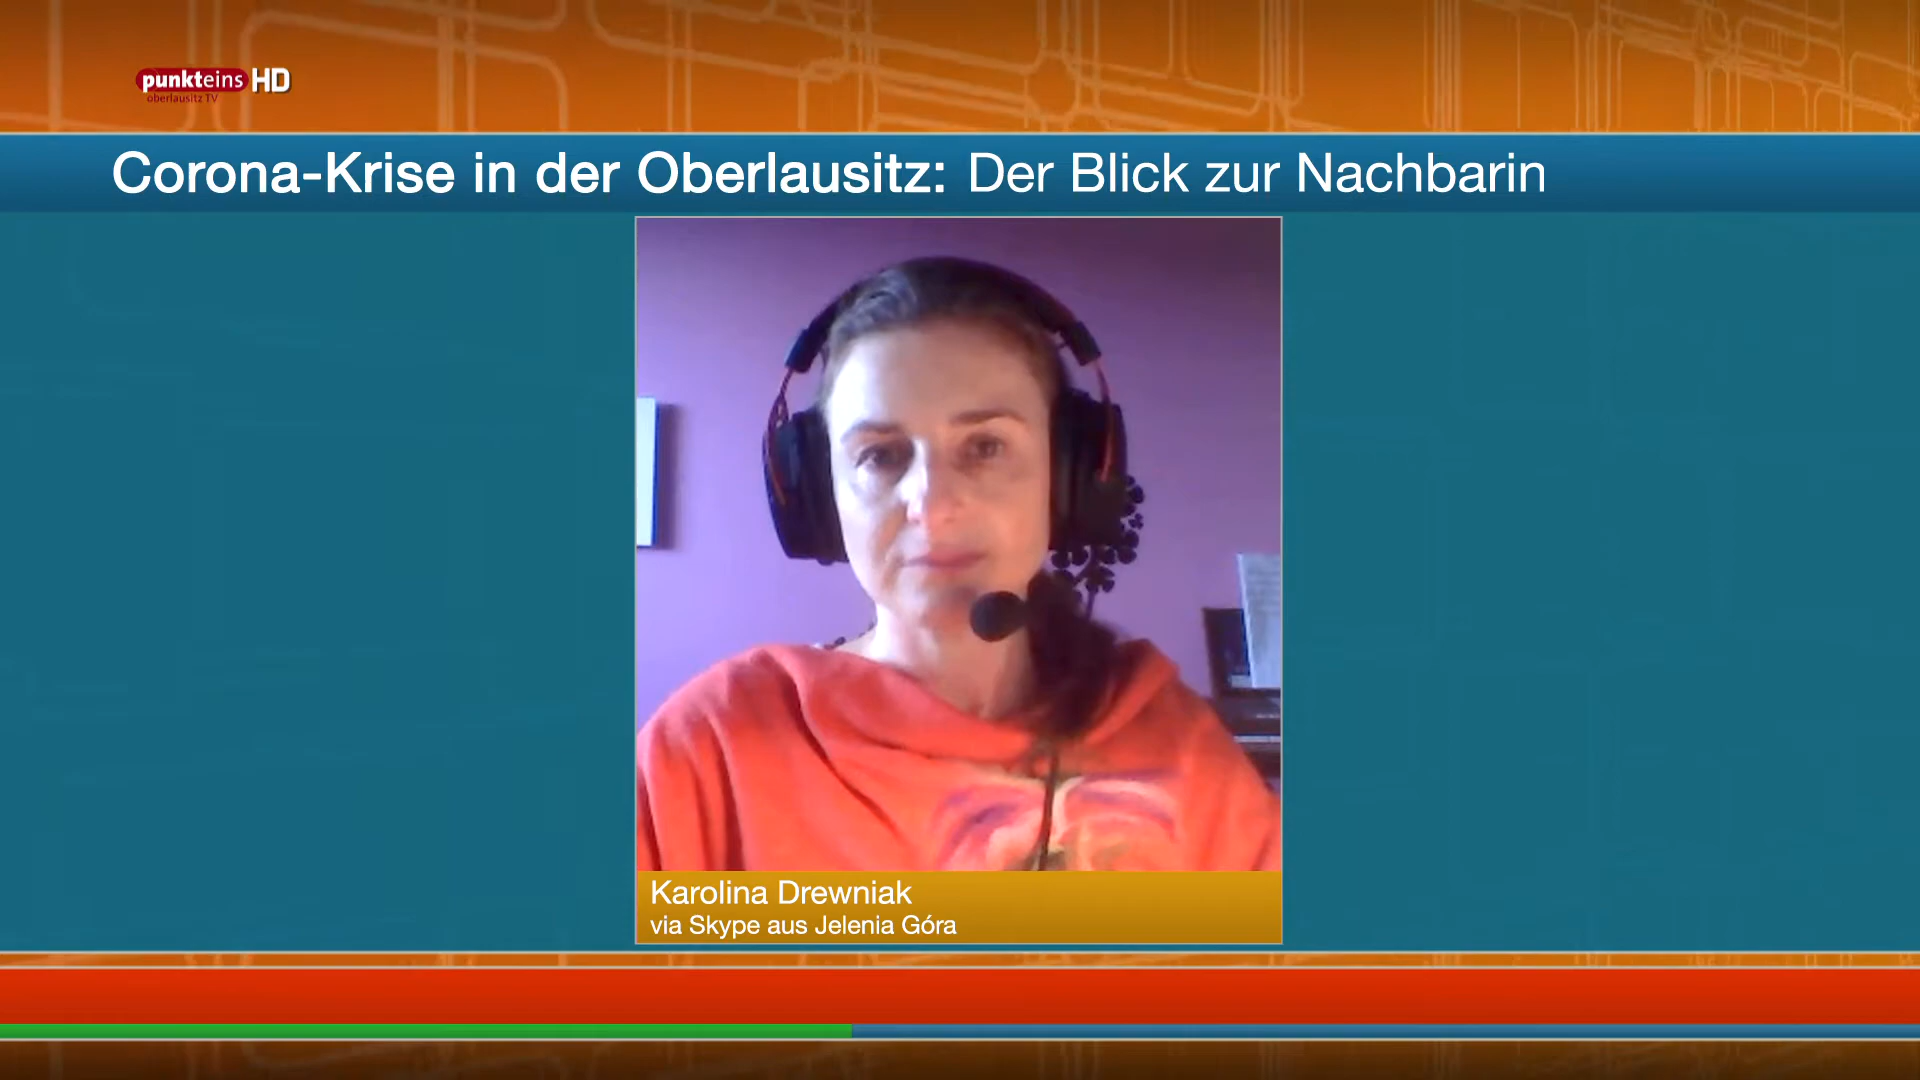 punkteins HD
oberlausitz TV
Corona-Krise in der Oberlausitz: Der Blick zur Nachbarin
Karolina Drewniak
via Skype aus Jelenia Góra